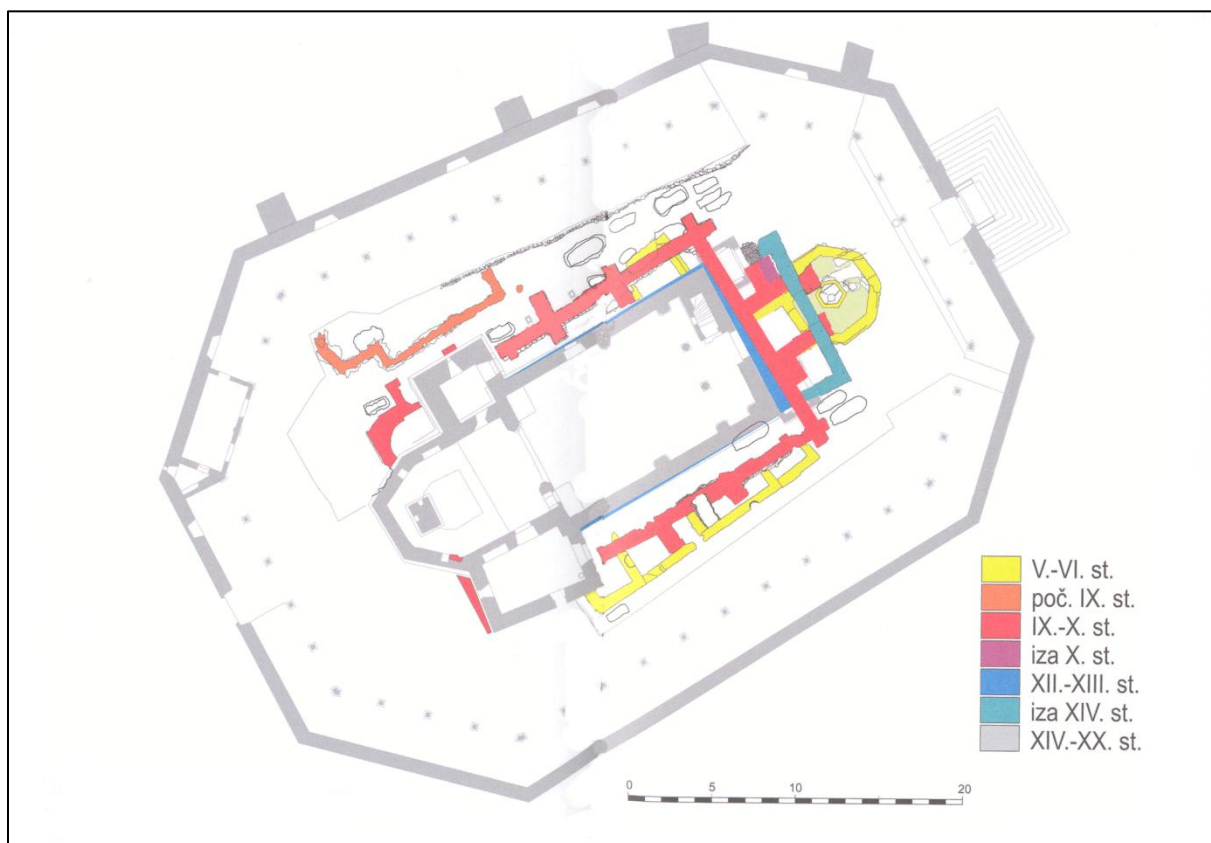 V.-VI. st.
poč. IX. st.
IX.-X. st.
iza X. st.
XII.-XIII. st.
iza XIV. st.
XIV.-XX. st.
0 5 10 20